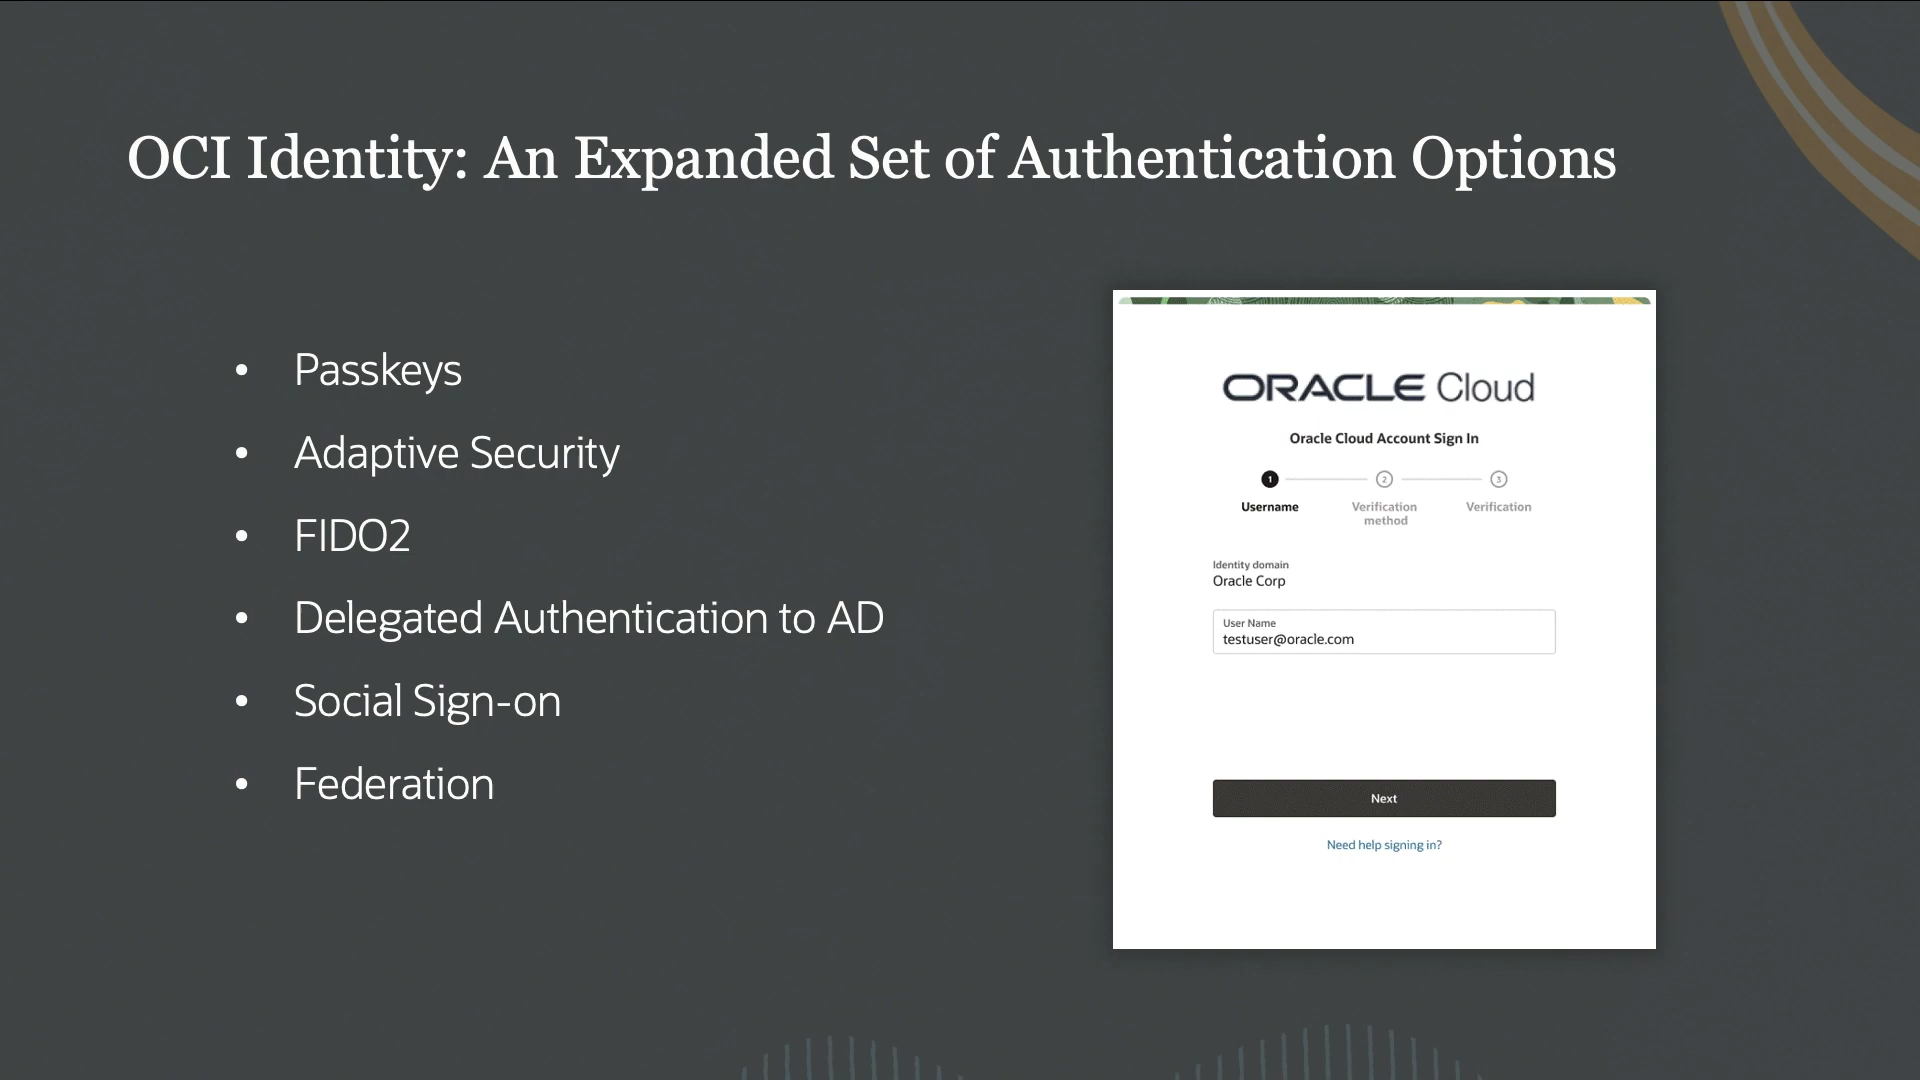 OCI Identity: An Expanded Set of Authentication Options
• Passkeys
• Adaptive Security
• FIDO2
• Delegated Authentication to AD
• Social Sign-on
• Federation
ORACLE Cloud
Oracle Cloud Account Sign In
1 2 3
Username Verification method Verification
Identity domain
Oracle Corp
User Name
testuser@oracle.com
Next
Need help signing in?